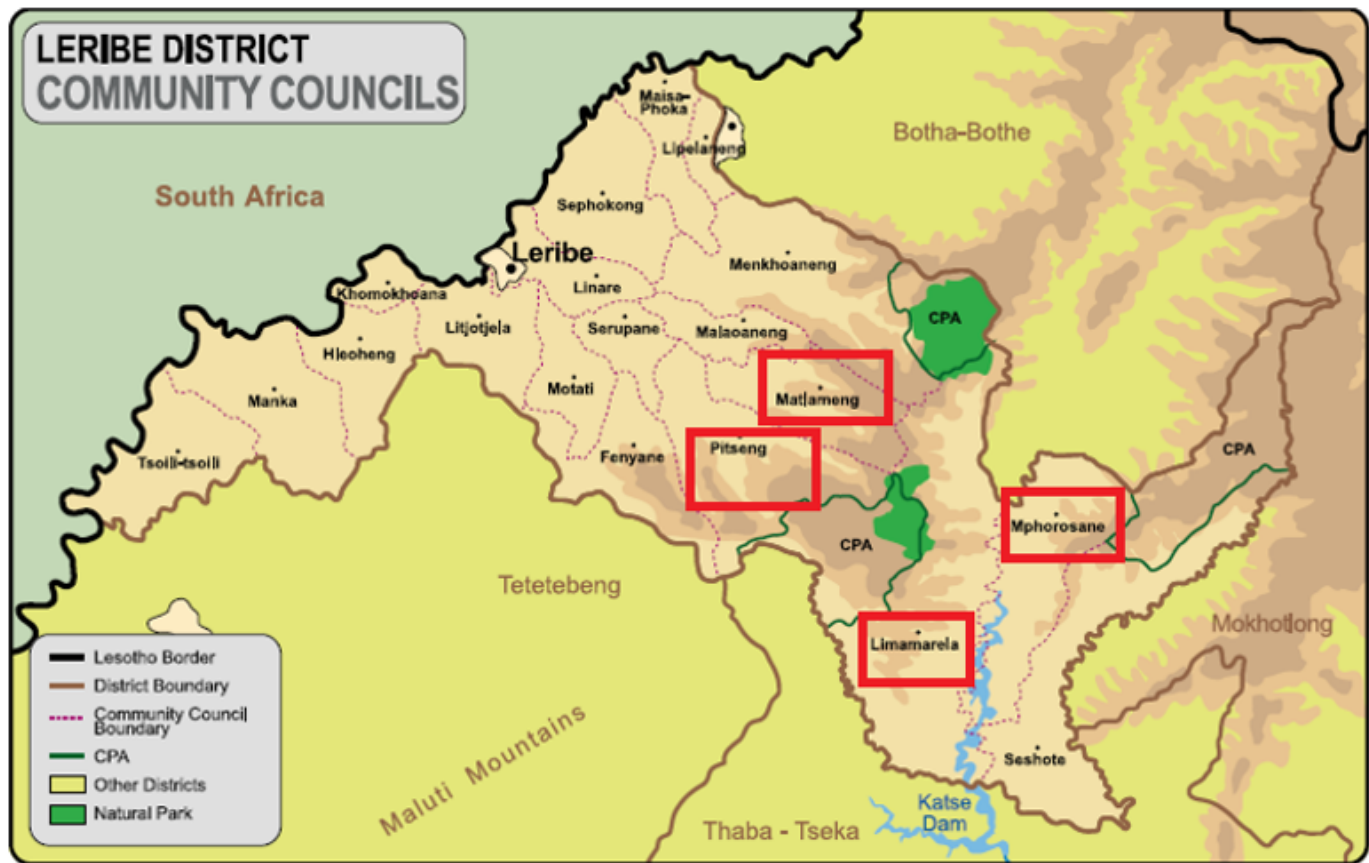 LERIBE DISTRICT
COMMUNITY COUNCILS
South Africa
Botha-Bothe
Maisa-
Phoka
Lipelaneng
Sephokong
Leribe
Menkhoaneng
Khomokhoana
Linare
CPA
Litjotjela
Serupane
Malaoaneng
Hleoheng
Manka
Motati
Matlameng
Tsoili-tsoili
Fenyane
Pitseng
CPA
Mphorosane
CPA
Tetetebeng
Mokhotlong
Limamarela
Maluti Mountains
Seshote
Katse
Dam
Thaba - Tseka
Lesotho Border
District Boundary
Community Council
Boundary
CPA
Other Districts
Natural Park